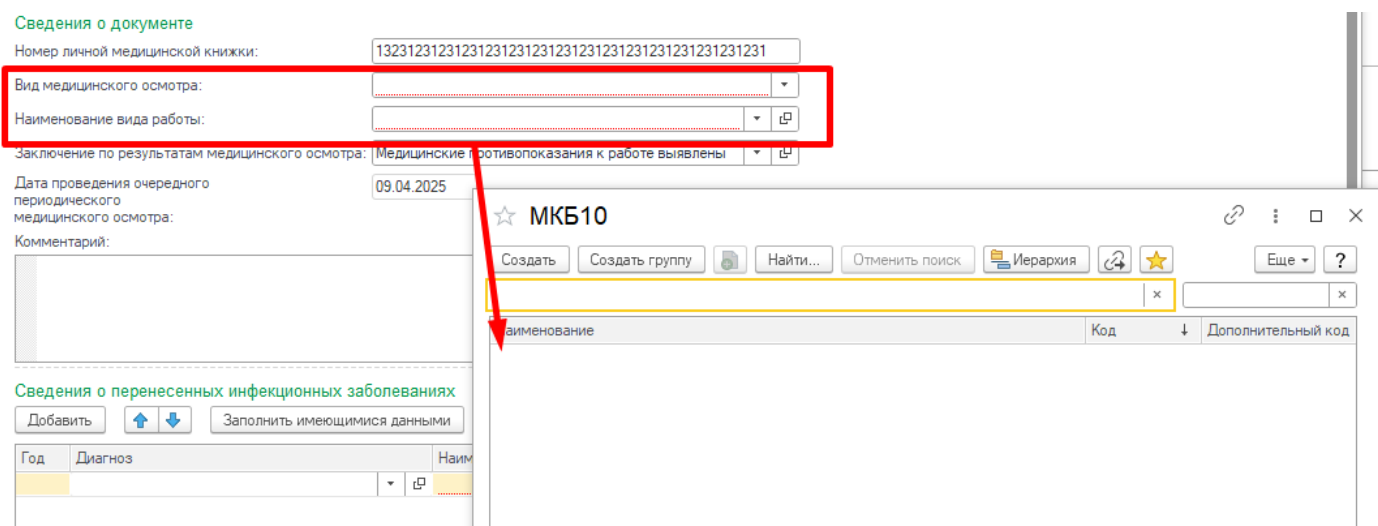 Сведения о документе
Номер личной медицинской книжки: 1323123123123123123123123123123123123123123
Вид медицинского осмотра:
Наименование вида работы:
Заключение по результатам медицинского осмотра: Медицинские противопоказания к работе выявлены
Дата проведения очередного
периодического
медицинского осмотра:
09.04.2025
Комментарий:
МКБ10
Создать Создать группу Найти... Отменить поиск Иерархия Еще ?
Наименование Код Дополнительный код
Сведения о перенесенных инфекционных заболеваниях
Добавить Заполнить имеющимися данными
Год Диагноз Наим